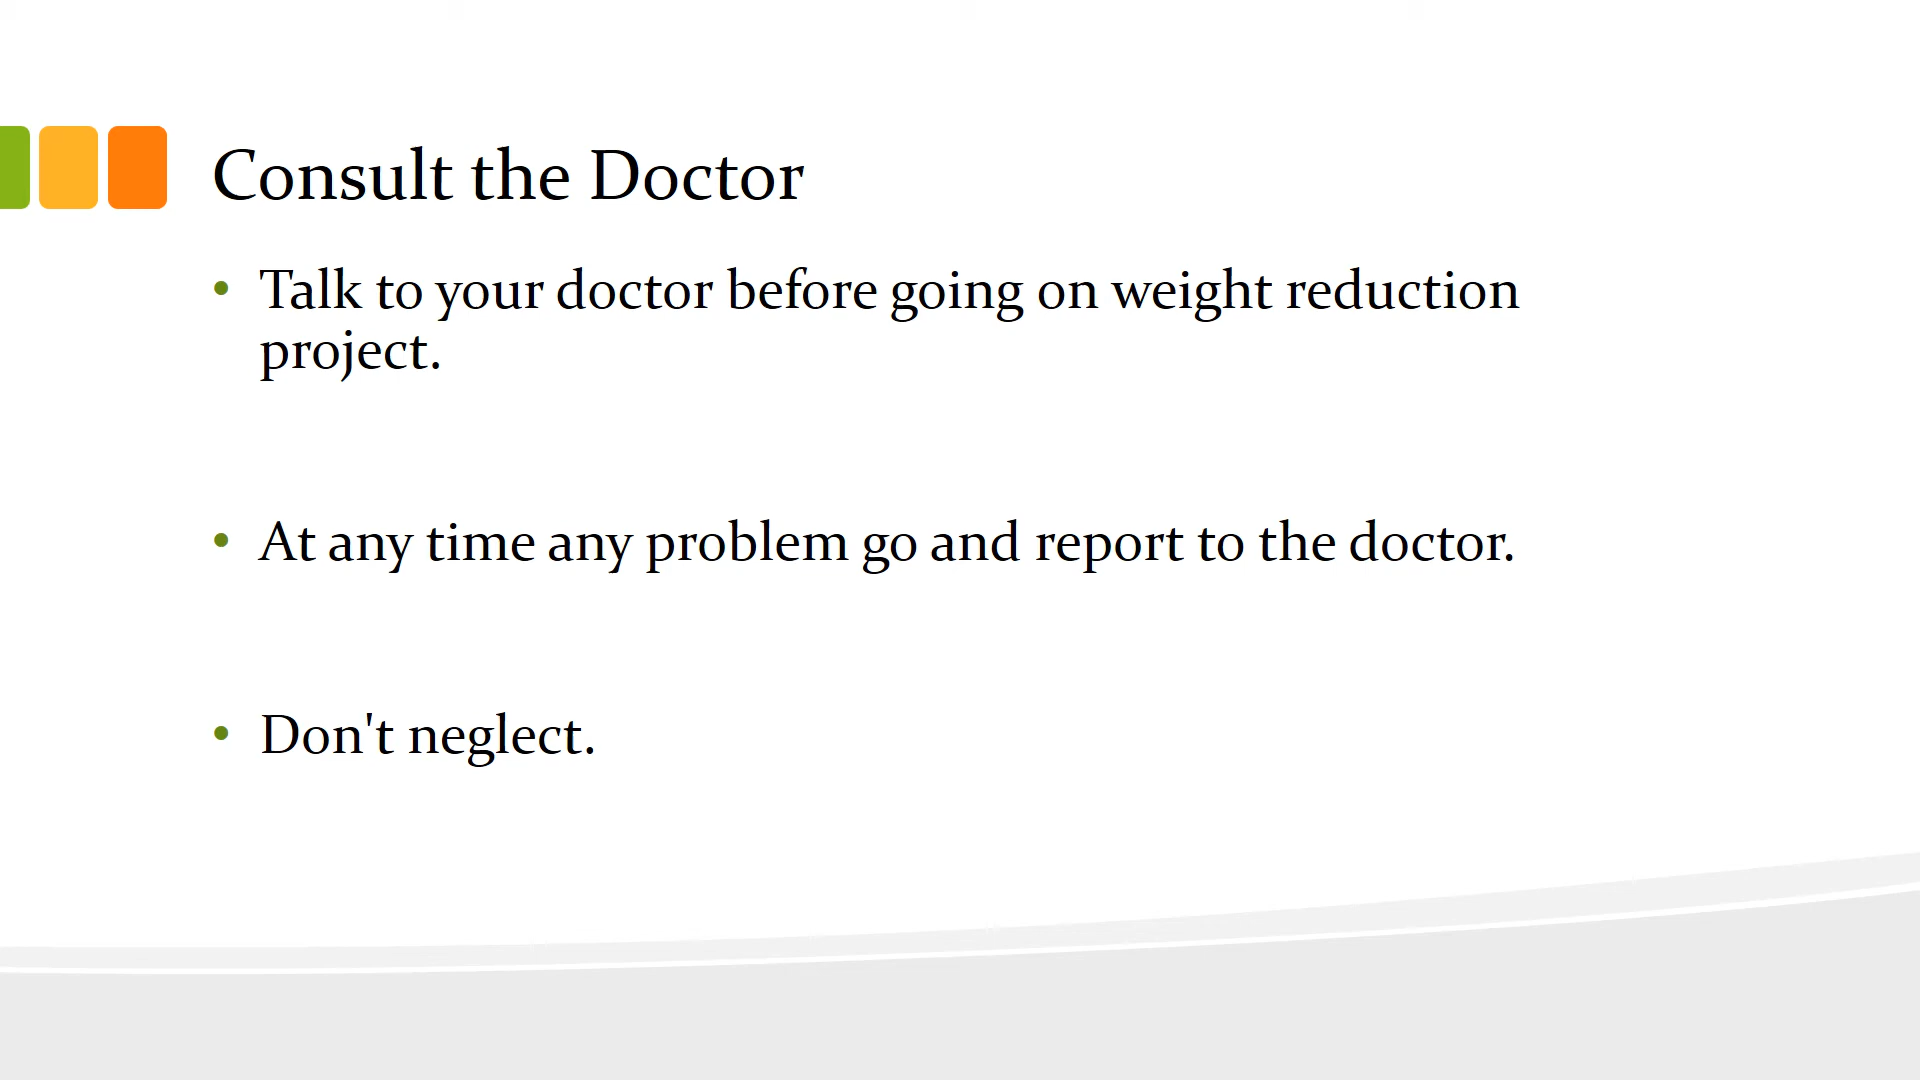 Consult the Doctor
• Talk to your doctor before going on weight reduction
project.
• At any time any problem go and report to the doctor.
• Don't neglect.